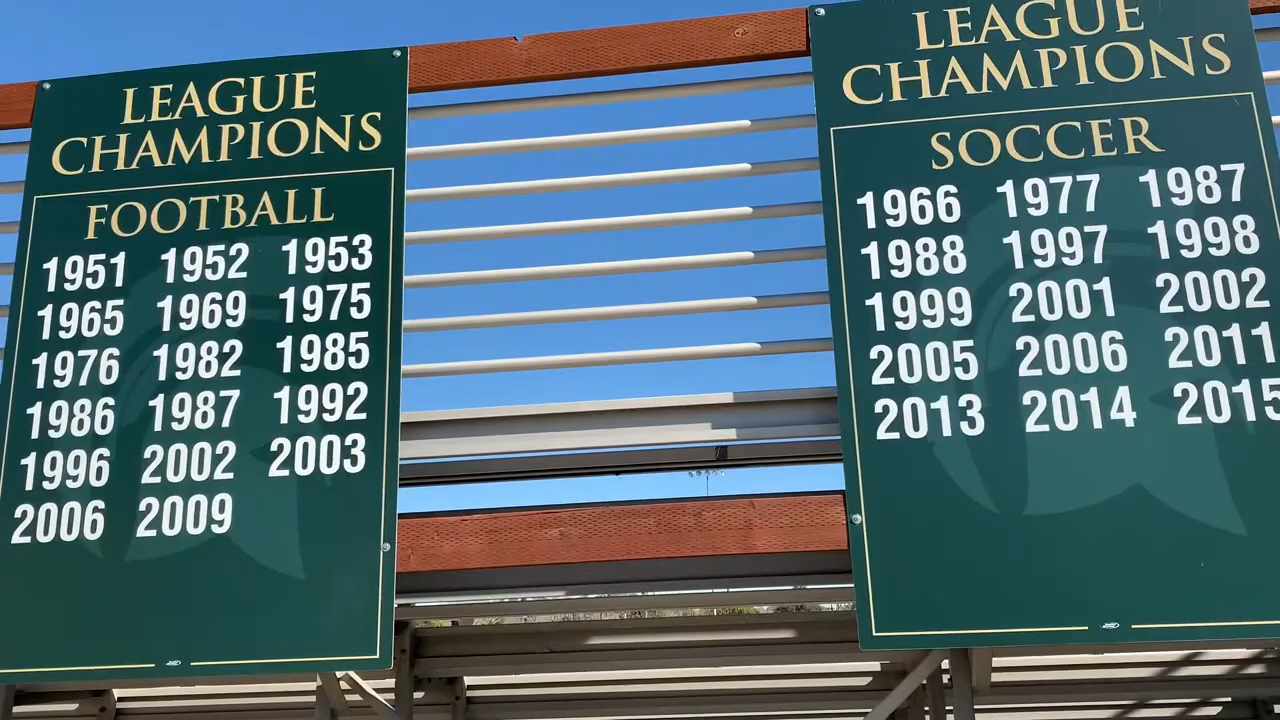 LEAGUE
CHAMPIONS
FOOTBALL
1951 1952 1953
1965 1969 1975
1976 1982 1985
1986 1987 1992
1996 2002 2003
2006 2009
LEAGUE
CHAMPIONS
SOCCER
1966 1977 1987
1988 1997 1998
1999 2001 2002
2005 2006 2011
2013 2014 2015